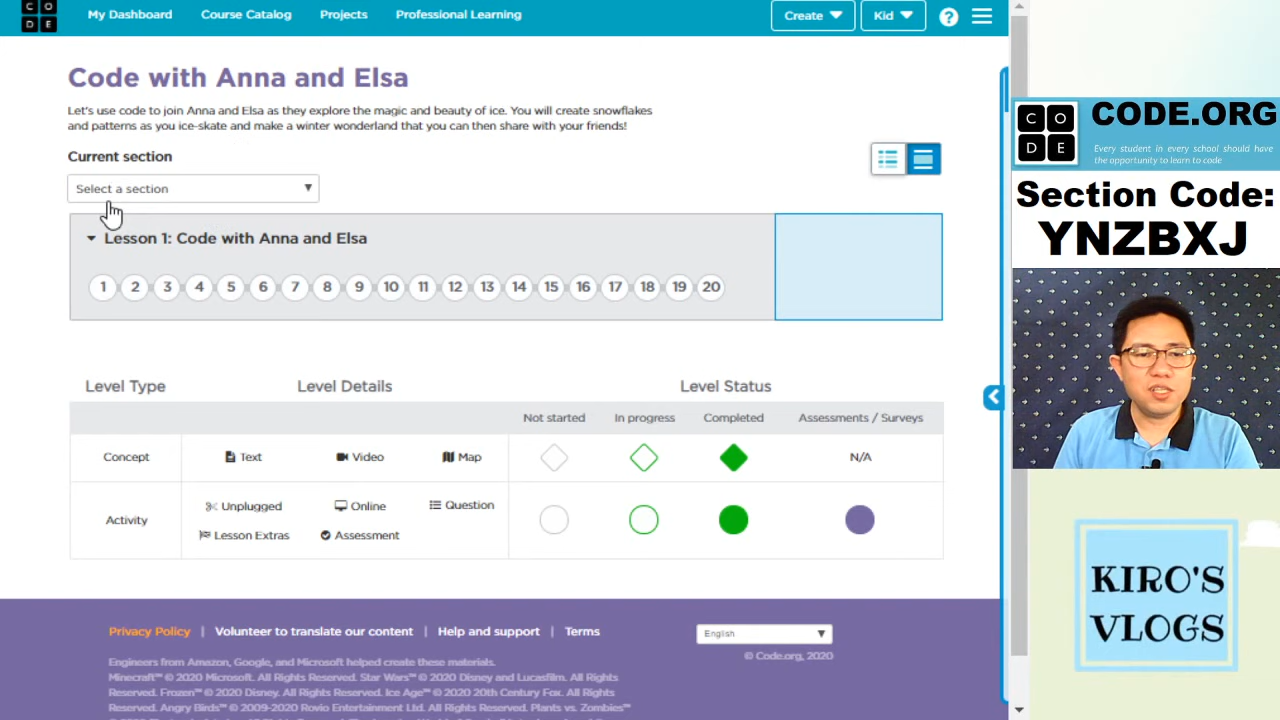 C O
D E
My Dashboard
Course Catalog
Projects
Professional Learning
Create
Kid
?
Code with Anna and Elsa
Let's use code to join Anna and Elsa as they explore the magic and beauty of ice. You will create snowflakes
and patterns as you ice-skate and make a winter wonderland that you can then share with your friends!
Current section
Select a section
Lesson 1: Code with Anna and Elsa
1 2 3 4 5 6 7 8 9 10 11 12 13 14 15 16 17 18 19 20
Level Type Level Details Level Status
Not started In progress Completed Assessments / Surveys
Concept Text Video Map N/A
Activity Unplugged Online Question
Lesson Extras Assessment
Privacy Policy | Volunteer to translate our content | Help and support | Terms
English
© Code.org, 2020
Engineers from Amazon, Google, and Microsoft helped create these materials.
Minecraft™ © 2020 Microsoft. All Rights Reserved. Star Wars™ © 2020 Disney and Lucasfilm. All Rights
Reserved. Frozen™ © 2020 Disney. All Rights Reserved. Ice Age™ © 2020 20th Century Fox. All Rights
Reserved. Angry Birds™ © 2009-2020 Rovio Entertainment Ltd. All Rights Reserved. Plants vs. Zombies™
C O
D E
CODE.ORG
Every student in every school should have
the opportunity to learn to code
Section Code:
YNZBXJ
KIRO'S
VLOGS